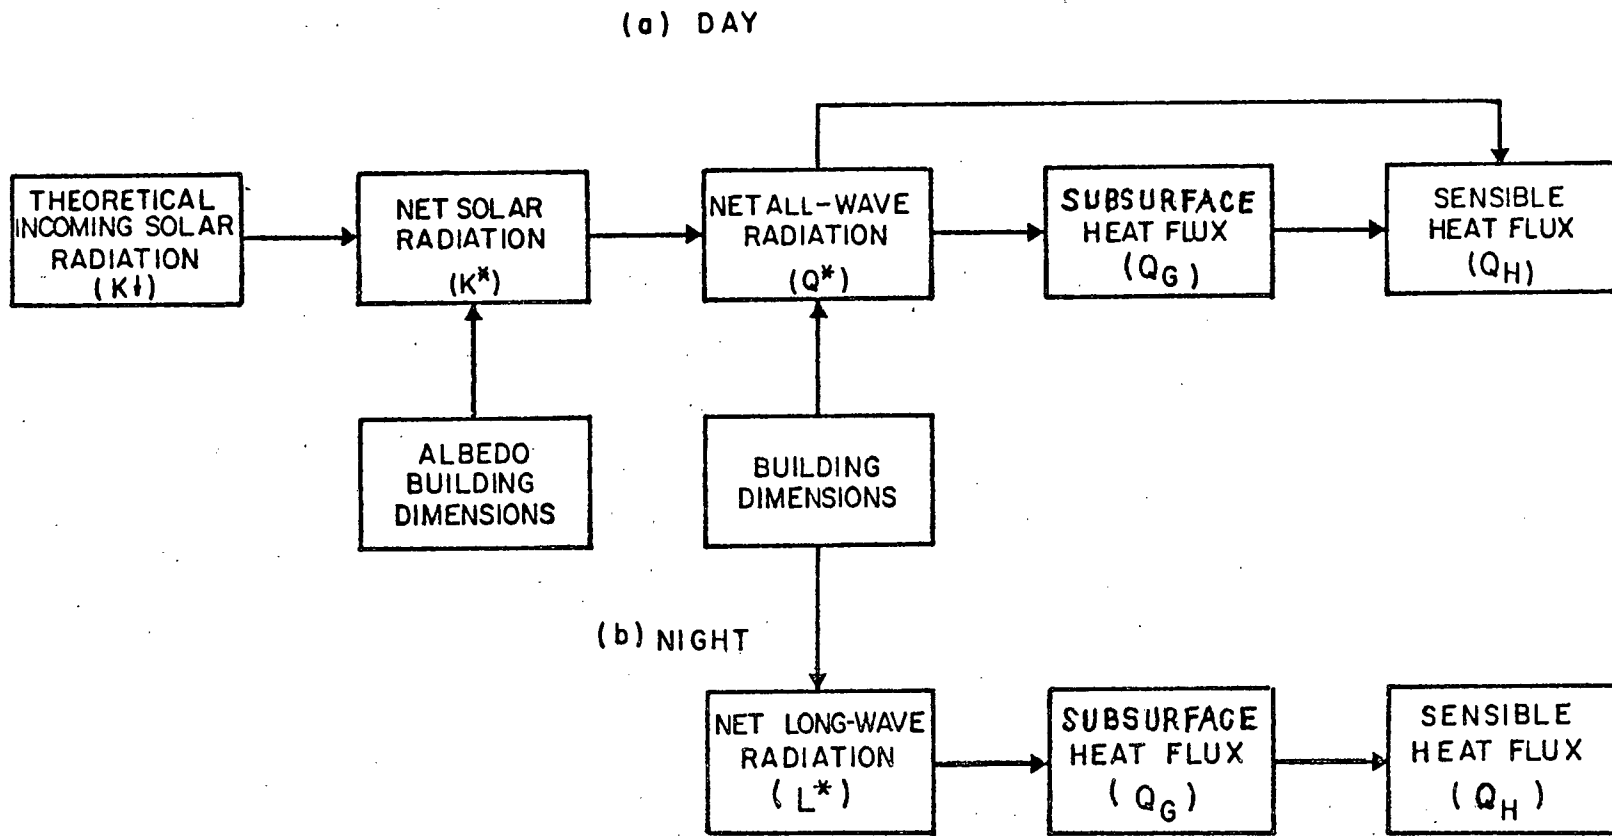 (a) DAY
THEORETICAL
INCOMING SOLAR
RADIATION
(K↓)
NET SOLAR
RADIATION
(K*)
NET ALL-WAVE
RADIATION
(Q*)
SUBSURFACE
HEAT FLUX
(QG)
SENSIBLE
HEAT FLUX
(QH)
ALBEDO
BUILDING
DIMENSIONS
BUILDING
DIMENSIONS
(b) NIGHT
NET LONG-WAVE
RADIATION
(L*)
SUBSURFACE
HEAT FLUX
(QG)
SENSIBLE
HEAT FLUX
(QH)